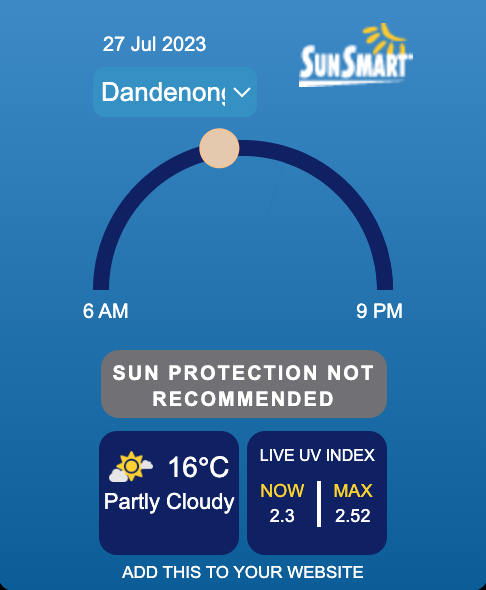 27 Jul 2023
SUNSMART
Dandenong
6 AM
9 PM
SUN PROTECTION NOT
RECOMMENDED
16°C
Partly Cloudy
LIVE UV INDEX
NOW
MAX
2.3
2.52
ADD THIS TO YOUR WEBSITE